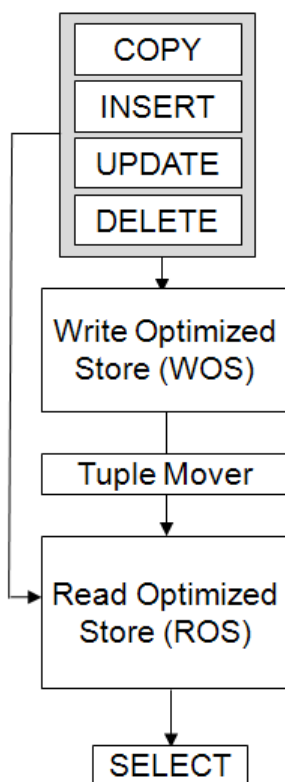 COPY
INSERT
UPDATE
DELETE
Write Optimized
Store (WOS)
Tuple Mover
Read Optimized
Store (ROS)
SELECT